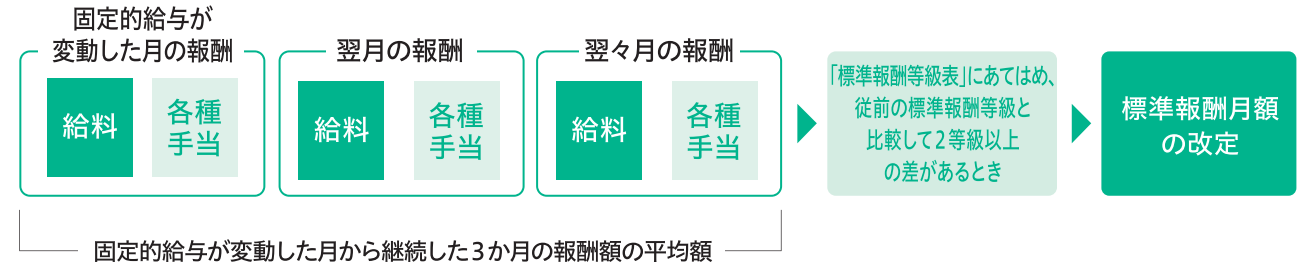 固定的給与が
変動した月の報酬
給料
各種
手当
翌月の報酬
給料
各種
手当
翌々月の報酬
給料
各種
手当
「標準報酬等級表」にあてはめ、
従前の標準報酬等級と
比較して2等級以上
の差があるとき
標準報酬月額
の改定
固定的給与が変動した月から継続した3か月の報酬額の平均額